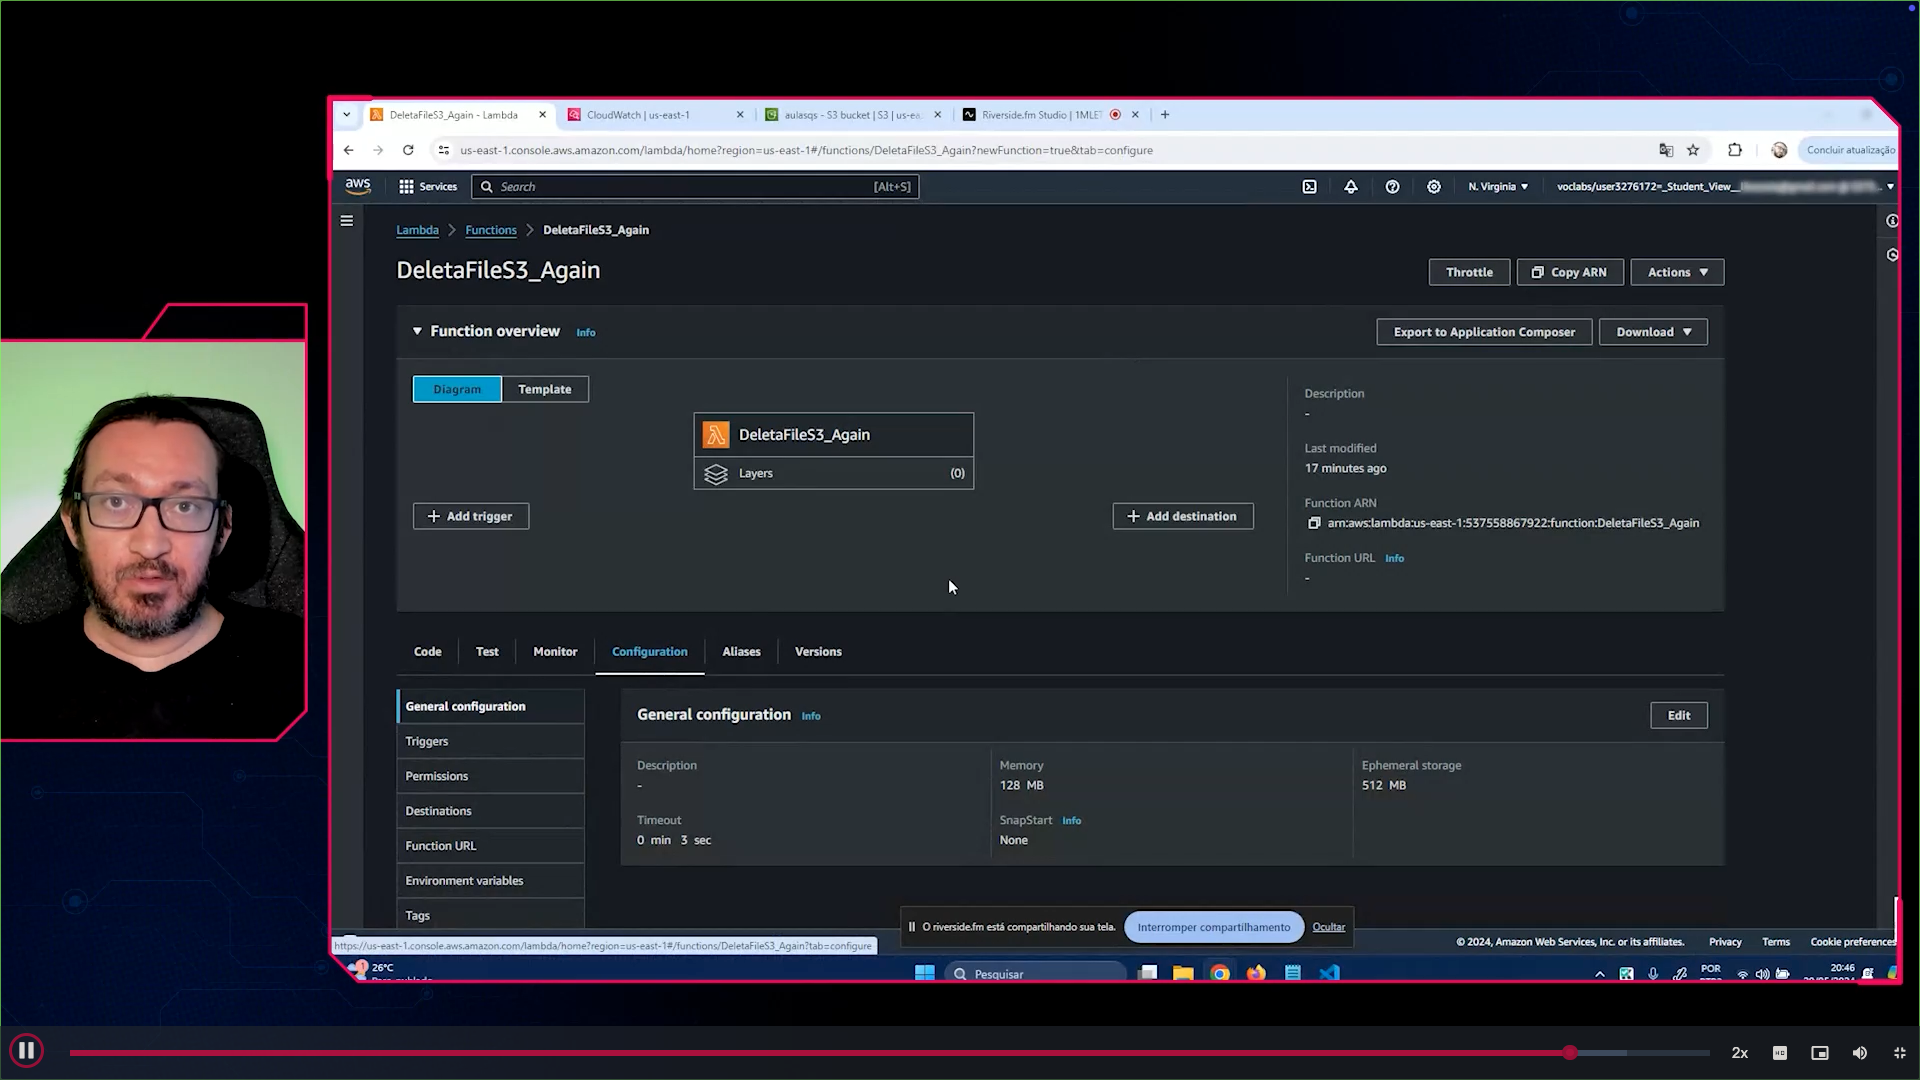 DeletaFileS3_Again - Lambda
CloudWatch | us-east-1
aulasqs - S3 bucket | S3 | us-ea
Riverside.fm Studio | 1MLET
us-east-1.console.aws.amazon.com/lambda/home?region=us-east-1#/functions/DeletaFileS3_Again?newFunction=true&tab=configure
Concluir atualização
aws
Services
Search
[Alt+S]
N. Virginia
voclabs/user3276172=_Student_View_
Lambda
Functions
DeletaFileS3_Again
DeletaFileS3_Again
Throttle
Copy ARN
Actions
Function overview
Info
Export to Application Composer
Download
Diagram
Template
DeletaFileS3_Again
Layers
(0)
Add trigger
Add destination
Description
-
Last modified
17 minutes ago
Function ARN
arn:aws:lambda:us-east-1:537558867922:function:DeletaFileS3_Again
Function URL
Info
-
Code
Test
Monitor
Configuration
Aliases
Versions
General configuration
Triggers
Permissions
Destinations
Function URL
Environment variables
Tags
General configuration
Info
Edit
Description
-
Memory
128 MB
Ephemeral storage
512 MB
Timeout
0 min 3 sec
SnapStart
Info
None
O riverside.fm está compartilhando sua tela.
Interromper compartilhamento
Ocultar
https://us-east-1.console.aws.amazon.com/lambda/home?region=us-east-1#/functions/DeletaFileS3_Again?tab=configure
© 2024, Amazon Web Services, Inc. or its affiliates.
Privacy
Terms
Cookie preferences
1
26°C
Pesquisar
POR
20:46
2x
HD